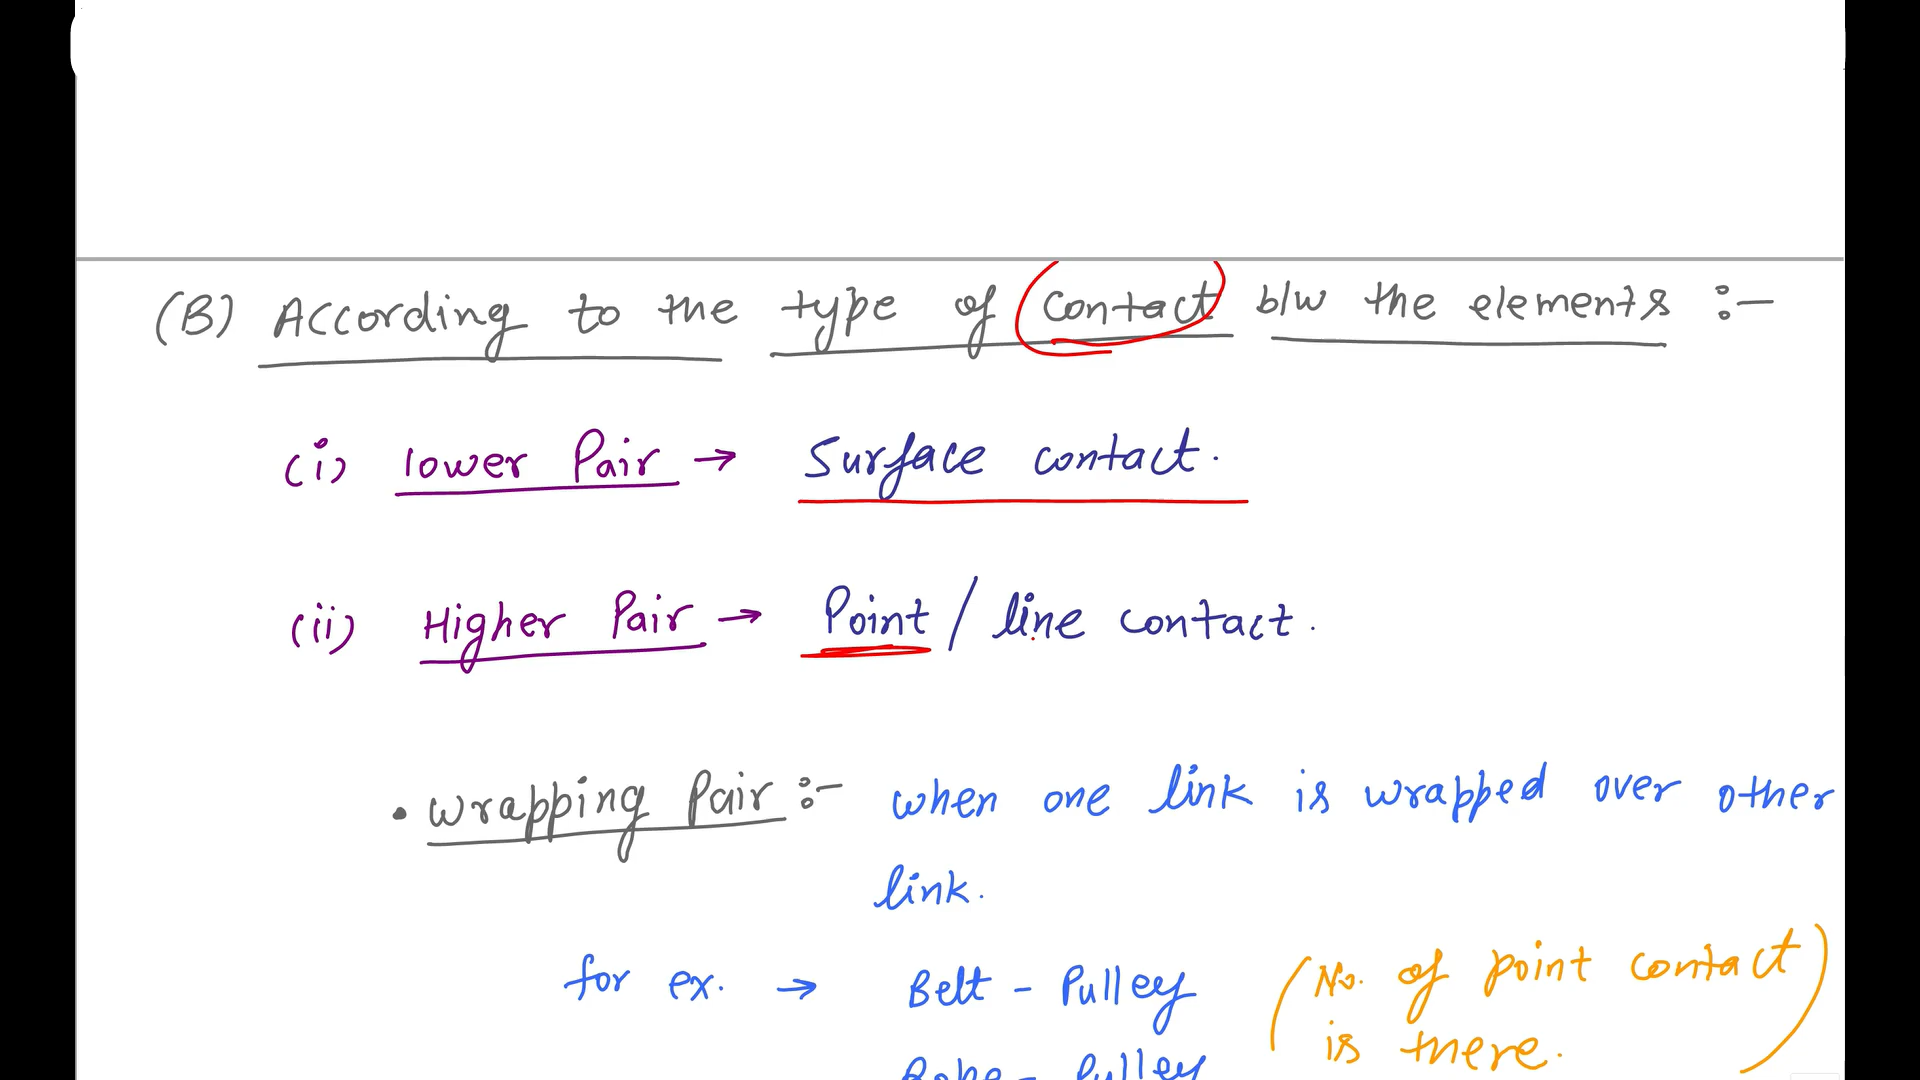 (B) According to the type of contact b/w the elements :-
(i) lower Pair → Surface contact.
(ii) Higher Pair → Point / line contact.
• Wrapping Pair :- when one link is wrapped over other
link.
for ex. → Belt - Pulley (No. of point contact
is there.)
Rope - Pulley